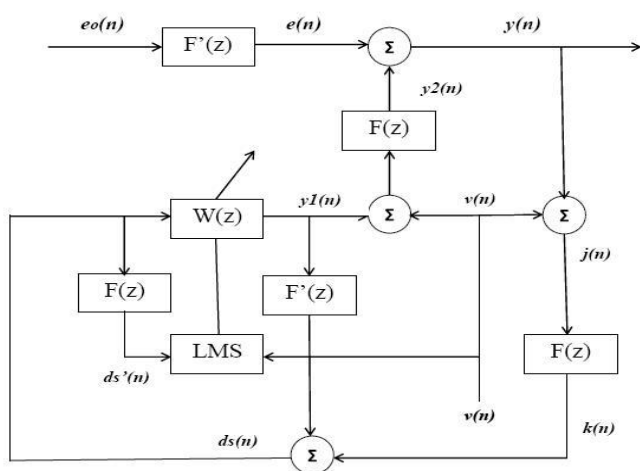 eo(n) e(n) y(n)
F'(z) Σ
y2(n)
F(z)
y1(n) v(n)
W(z) Σ Σ
j(n)
F(z) F'(z)
F(z)
LMS
ds'(n)
v(n)
k(n)
ds(n)
Σ